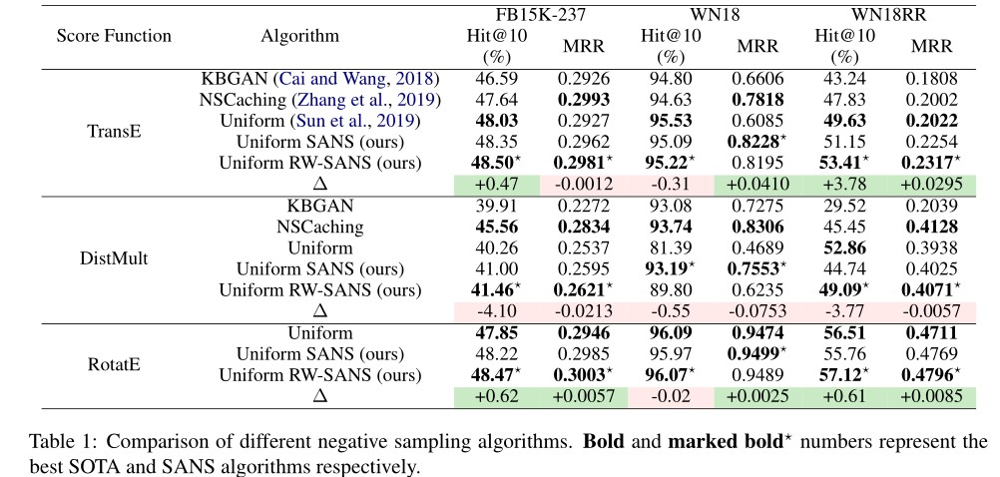 FB15K-237 WN18 WN18RR
Score Function Algorithm Hit@10 (%) MRR Hit@10 (%) MRR Hit@10 (%) MRR
TransE
KBGAN (Cai and Wang, 2018) 46.59 0.2926 94.80 0.6606 43.24 0.1808
NSCaching (Zhang et al., 2019) 47.64 0.2993 94.63 0.7818 47.83 0.2002
Uniform (Sun et al., 2019) 48.03 0.2927 95.53 0.6085 49.63 0.2022
Uniform SANS (ours) 48.35 0.2962 95.09 0.8228* 51.15 0.2254
Uniform RW-SANS (ours) 48.50* 0.2981* 95.22* 0.8195 53.41* 0.2317*
Δ +0.47 -0.0012 -0.31 +0.0410 +3.78 +0.0295
DistMult
KBGAN 39.91 0.2272 93.08 0.7275 29.52 0.2039
NSCaching 45.56 0.2834 93.74 0.8306 45.45 0.4128
Uniform 40.26 0.2537 81.39 0.4689 52.86 0.3938
Uniform SANS (ours) 41.00 0.2595 93.19* 0.7553* 44.74 0.4025
Uniform RW-SANS (ours) 41.46* 0.2621* 89.80 0.6235 49.09* 0.4071*
Δ -4.10 -0.0213 -0.55 -0.0753 -3.77 -0.0057
RotatE
Uniform 47.85 0.2946 96.09 0.9474 56.51 0.4711
Uniform SANS (ours) 48.22 0.2985 95.97 0.9499* 55.76 0.4769
Uniform RW-SANS (ours) 48.47* 0.3003* 96.07* 0.9489 57.12* 0.4796*
Δ +0.62 +0.0057 -0.02 +0.0025 +0.61 +0.0085
Table 1: Comparison of different negative sampling algorithms. Bold and marked bold* numbers represent the
best SOTA and SANS algorithms respectively.